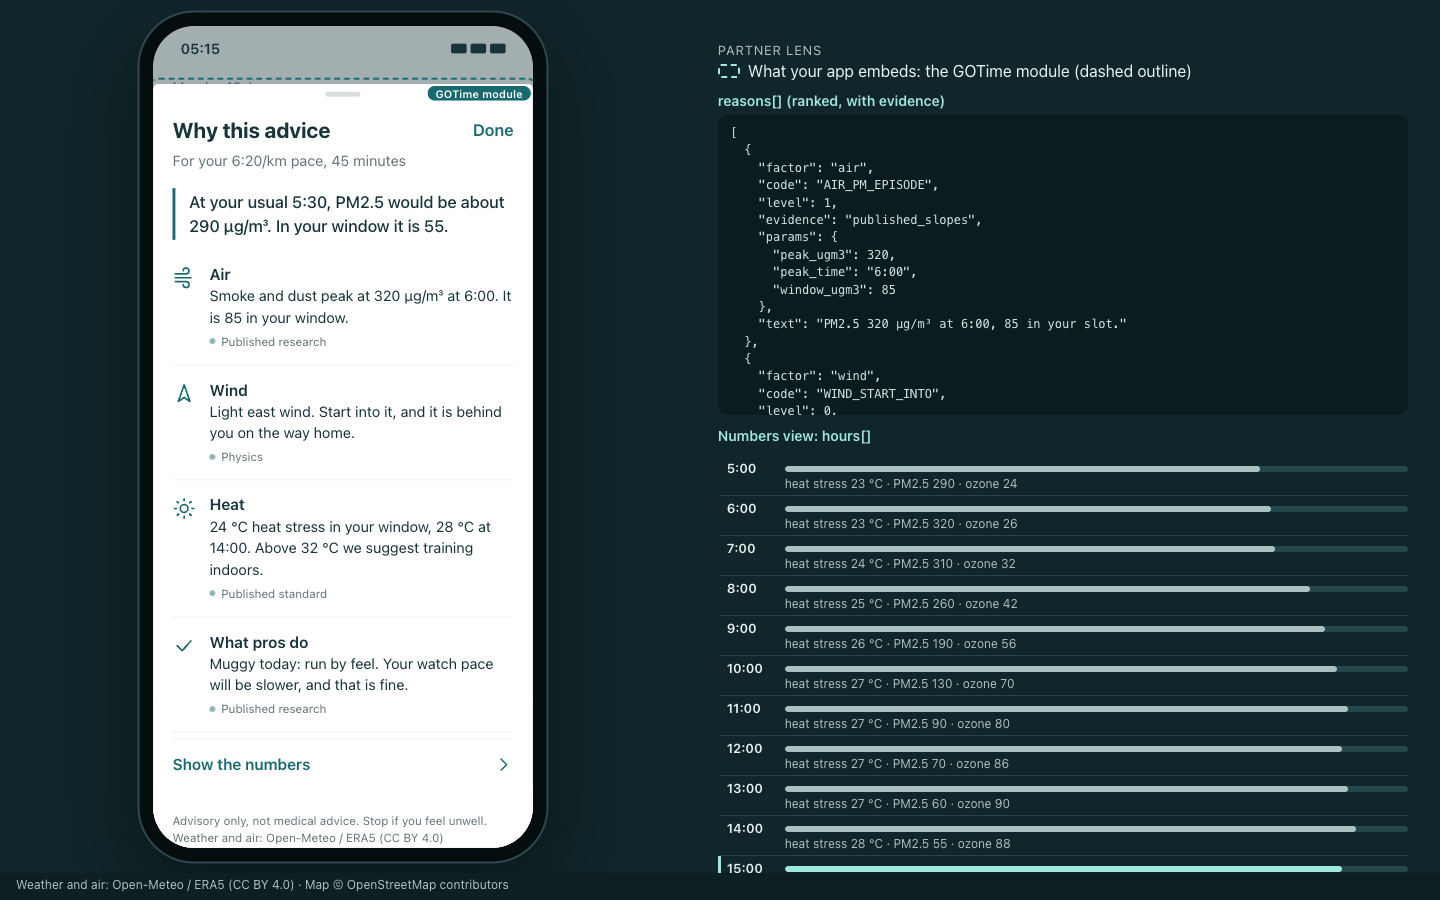 05:15
GOTime module
Why this advice
Done
For your 6:20/km pace, 45 minutes
At your usual 5:30, PM2.5 would be about
290 µg/m³. In your window it is 55.
Air
Smoke and dust peak at 320 µg/m³ at 6:00. It
is 85 in your window.
Published research
Wind
Light east wind. Start into it, and it is behind
you on the way home.
Physics
Heat
24 °C heat stress in your window, 28 °C at
14:00. Above 32 °C we suggest training
indoors.
Published standard
What pros do
Muggy today: run by feel. Your watch pace
will be slower, and that is fine.
Published research
Show the numbers
Advisory only, not medical advice. Stop if you feel unwell.
Weather and air: Open-Meteo / ERA5 (CC BY 4.0)
PARTNER LENS
What your app embeds: the GOTime module (dashed outline)
reasons[] (ranked, with evidence)
[
{
"factor": "air",
"code": "AIR_PM_EPISODE",
"level": 1,
"evidence": "published_slopes",
"params": {
"peak_ugm3": 320,
"peak_time": "6:00",
"window_ugm3": 85
},
"text": "PM2.5 320 µg/m³ at 6:00, 85 in your slot."
},
{
"factor": "wind",
"code": "WIND_START_INTO",
"level": 0,
Numbers view: hours[]
5:00
heat stress 23 °C · PM2.5 290 · ozone 24
6:00
heat stress 23 °C · PM2.5 320 · ozone 26
7:00
heat stress 24 °C · PM2.5 310 · ozone 32
8:00
heat stress 25 °C · PM2.5 260 · ozone 42
9:00
heat stress 26 °C · PM2.5 190 · ozone 56
10:00
heat stress 27 °C · PM2.5 130 · ozone 70
11:00
heat stress 27 °C · PM2.5 90 · ozone 80
12:00
heat stress 27 °C · PM2.5 70 · ozone 86
13:00
heat stress 27 °C · PM2.5 60 · ozone 90
14:00
heat stress 28 °C · PM2.5 55 · ozone 88
15:00
Weather and air: Open-Meteo / ERA5 (CC BY 4.0) · Map © OpenStreetMap contributors